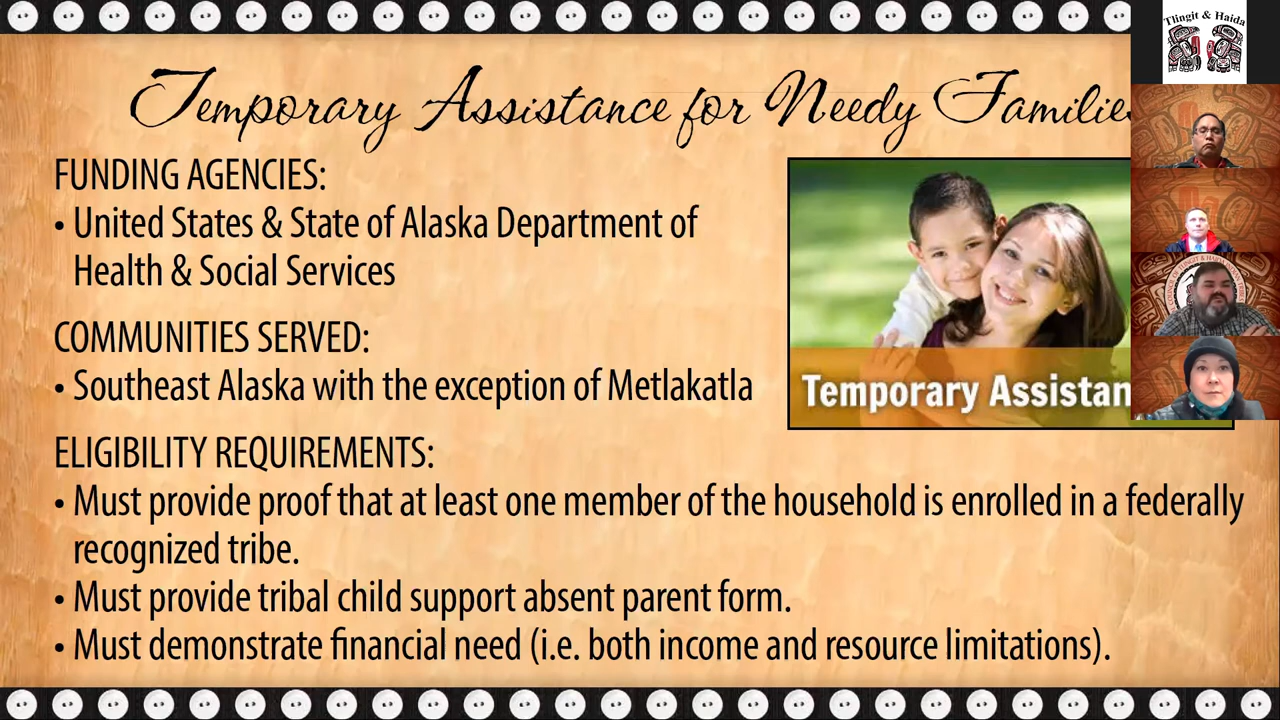 Tlingit & Haida
Temporary Assistance for Needy Families
FUNDING AGENCIES:
• United States & State of Alaska Department of
Health & Social Services
COMMUNITIES SERVED:
• Southeast Alaska with the exception of Metlakatla
Temporary Assistan
ELIGIBILITY REQUIREMENTS:
• Must provide proof that at least one member of the household is enrolled in a federally
recognized tribe.
• Must provide tribal child support absent parent form.
• Must demonstrate financial need (i.e. both income and resource limitations).